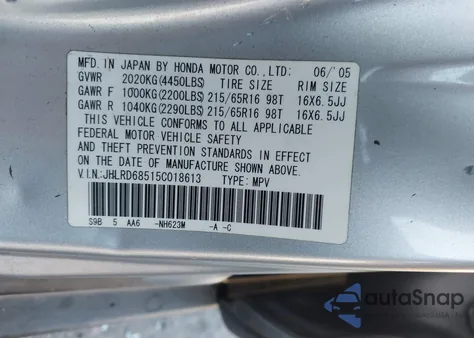 MFD. IN JAPAN BY HONDA MOTOR CO.,LTD: 06/'05
GVWR 2020KG(4450LBS) TIRE SIZE RIM SIZE
GAWR F 1000KG(2200LBS) 215/65R16 98T 16X6.5JJ
GAWR R 1040KG(2290LBS) 215/65R16 98T 16X6.5JJ
THIS VEHICLE CONFORMS TO ALL APPLICABLE
FEDERAL MOTOR VEHICLE SAFETY
AND THEFT PREVENTION STANDARDS IN EFFECT
ON THE DATE OF MANUFACTURE SHOWN ABOVE.
V.I.N:JHLRD68515C018613 TYPE: MPV
S9B 5 AA6 -NH623M -A -C
autaSnap